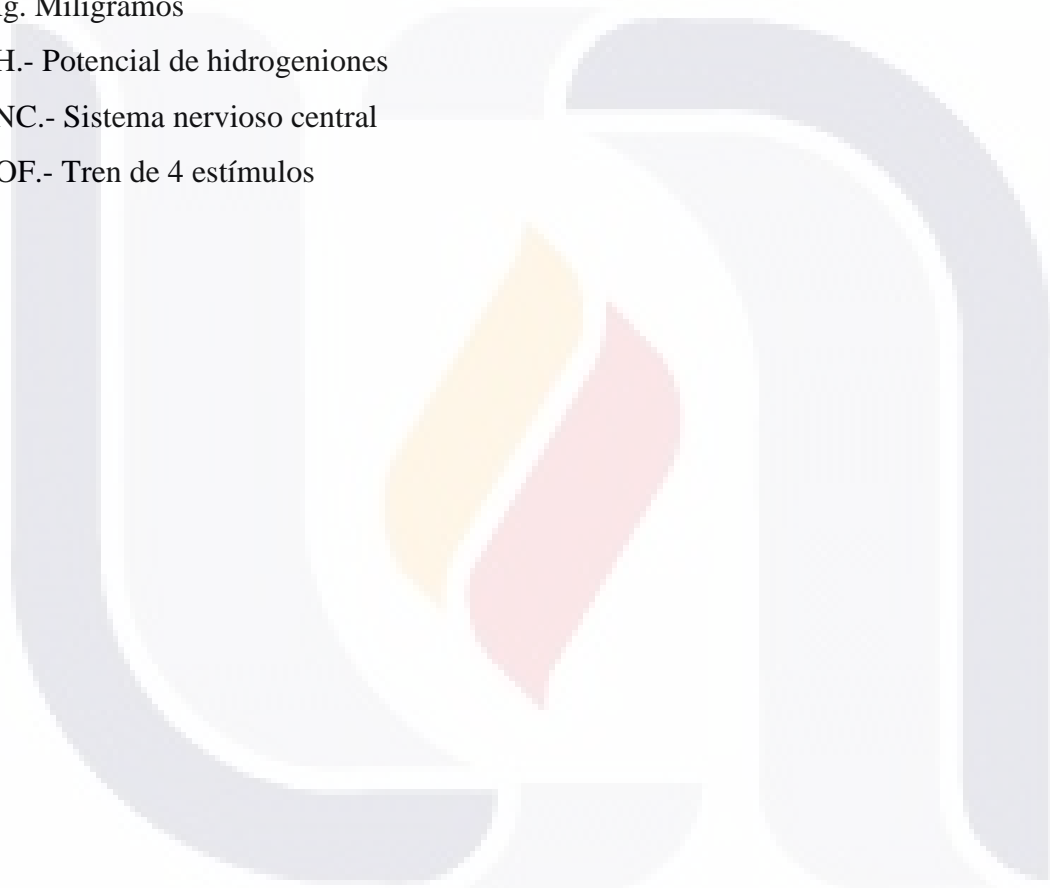 g. Miligramos
H.- Potencial de hidrogeniones
NC.- Sistema nervioso central
OF.- Tren de 4 estímulos